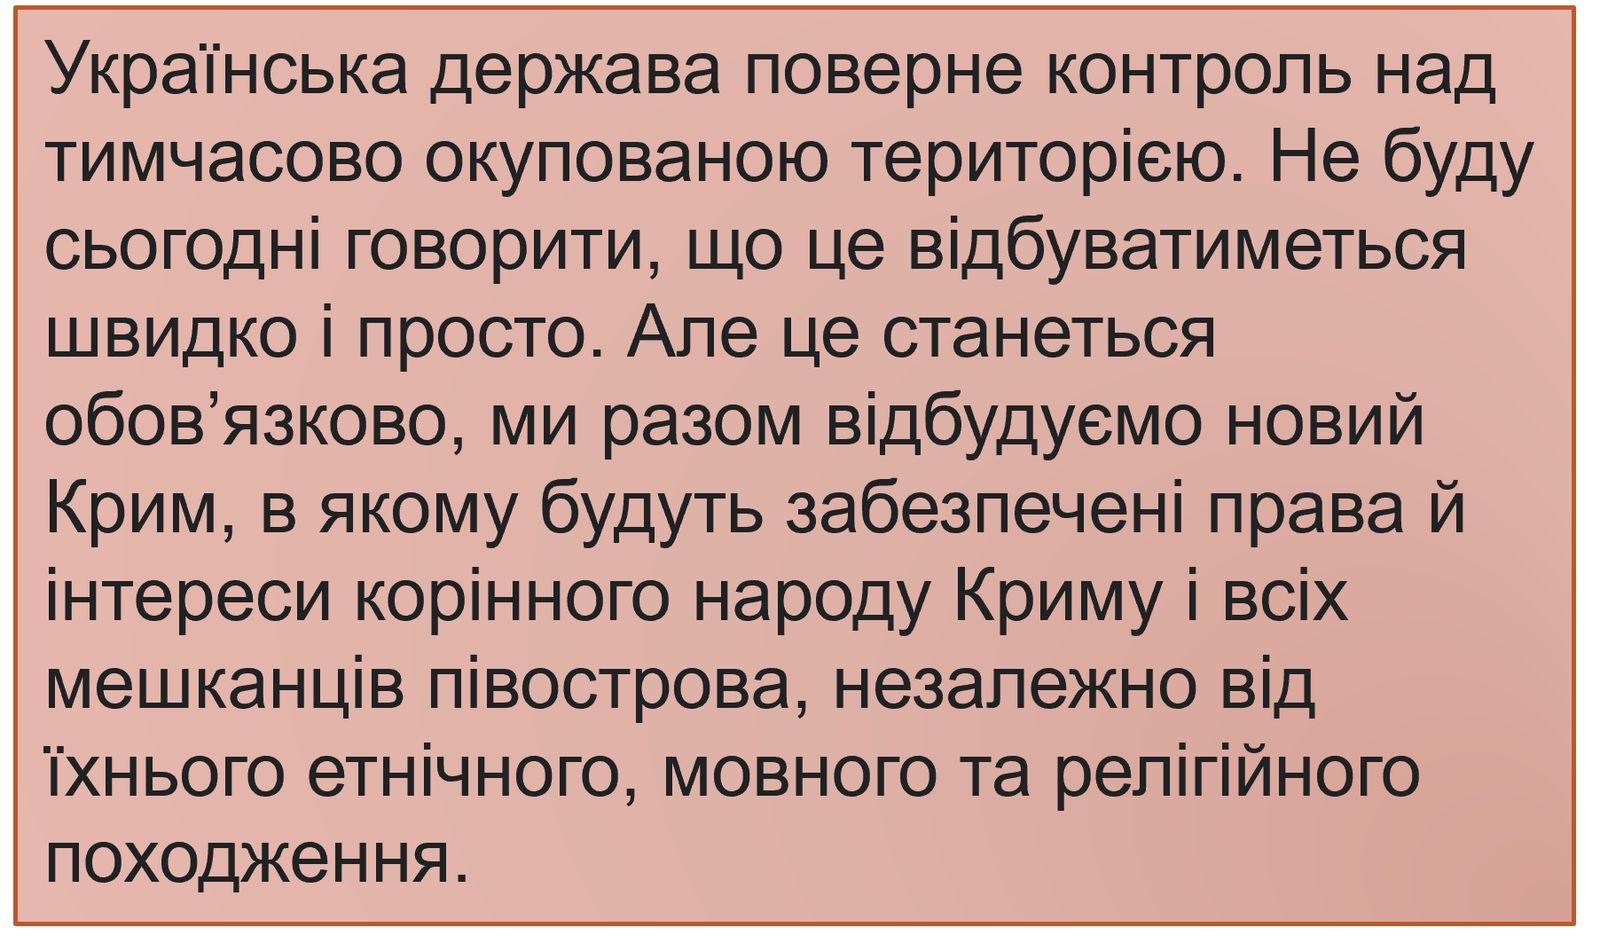 Українська держава поверне контроль над
тимчасово окупованою територією. Не буду
сьогодні говорити, що це відбуватиметься
швидко і просто. Але це станеться
обов’язково, ми разом відбудуємо новий
Крим, в якому будуть забезпечені права й
інтереси корінного народу Криму і всіх
мешканців півострова, незалежно від
їхнього етнічного, мовного та релігійного
походження.